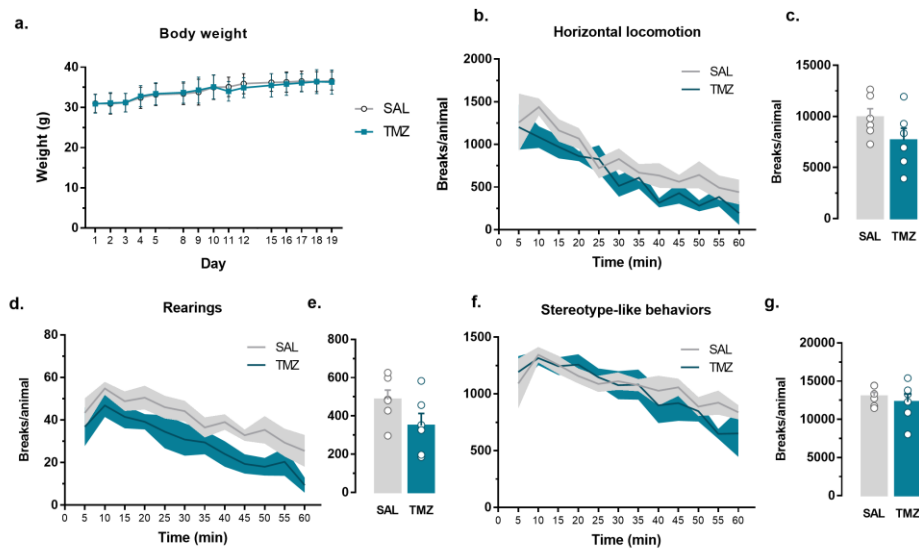 a.
Body weight
Weight (g)
40
30
20
10
0
1 2 3 4 5 8 9 10 11 12 15 16 17 18 19
Day
SAL
TMZ
b.
Horizontal locomotion
Breaks/animal
2000
1500
1000
500
0
0 5 10 15 20 25 30 35 40 45 50 55 60
Time (min)
SAL
TMZ
c.
Breaks/animal
15000
10000
5000
0
SAL TMZ
d.
Rearings
Breaks/animal
80
60
40
20
0
0 5 10 15 20 25 30 35 40 45 50 55 60
Time (min)
SAL
TMZ
e.
800
600
400
200
0
SAL TMZ
f.
Stereotype-like behaviors
Breaks/animal
1500
1000
500
0
0 5 10 15 20 25 30 35 40 45 50 55 60
Time (min)
SAL
TMZ
g.
Breaks/animal
20000
15000
10000
5000
0
SAL TMZ